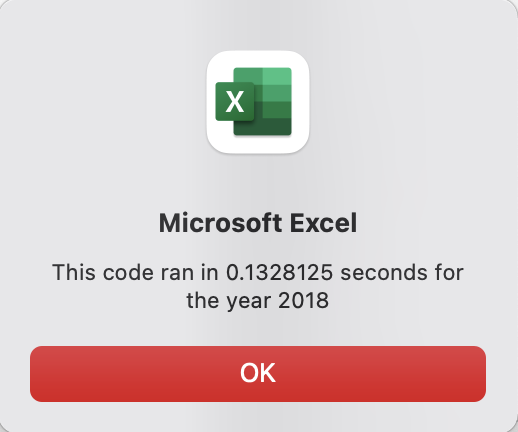 X
Microsoft Excel
This code ran in 0.1328125 seconds for
the year 2018
OK